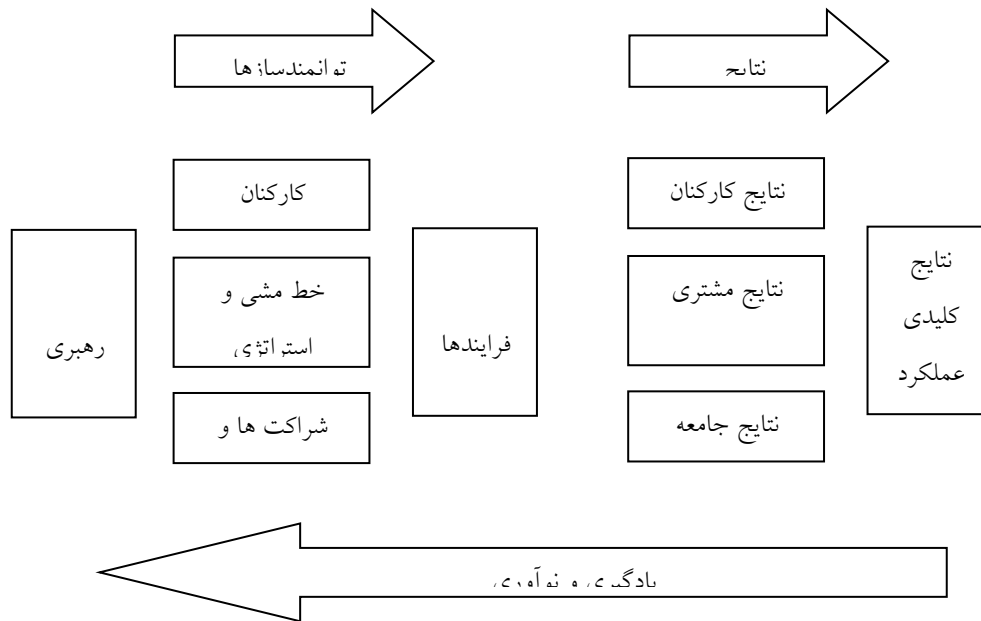 توانمندسازها
نتایج
کارکنان
نتایج کارکنان
رهبری
خط مشی و
استراتژی
فرایندها
نتایج مشتری
نتایج
کلیدی
عملکرد
شراکت ها و
نتایج جامعه
یادگیری و نوآوری